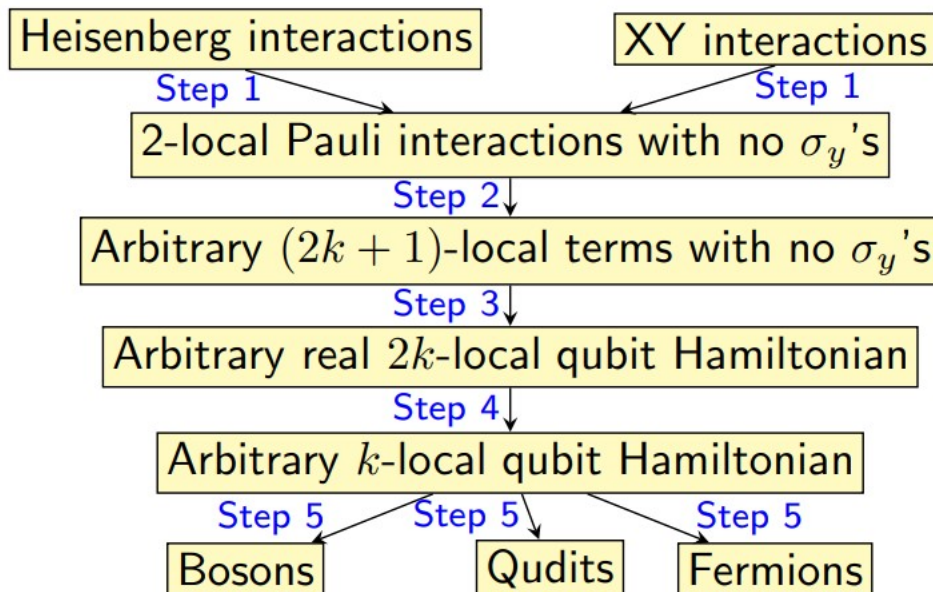 Heisenberg interactions
XY interactions
Step 1
Step 1
2-local Pauli interactions with no σ_y's
Step 2
Arbitrary (2k + 1)-local terms with no σ_y's
Step 3
Arbitrary real 2k-local qubit Hamiltonian
Step 4
Arbitrary k-local qubit Hamiltonian
Step 5
Step 5
Step 5
Bosons
Qudits
Fermions